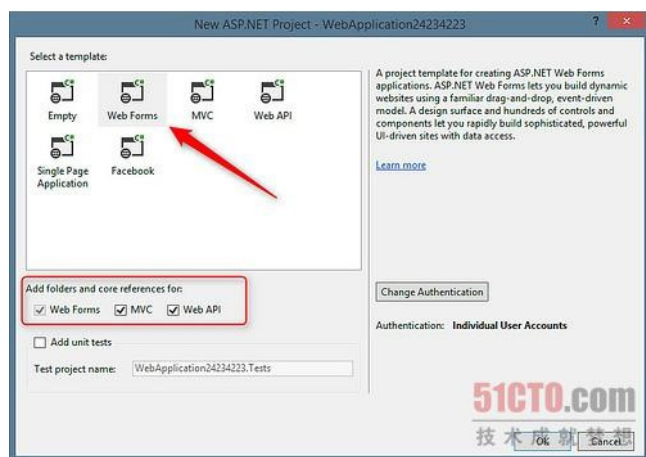 New ASP.NET Project - WebApplication24234223
?
Select a template:
Empty
Web Forms
MVC
Web API
Single Page
Application
Facebook
A project template for creating ASP.NET Web Forms
applications. ASP.NET Web Forms lets you build dynamic
websites using a familiar drag-and-drop, event-driven
model. A design surface and hundreds of controls and
components let you rapidly build sophisticated, powerful
UI-driven sites with data access.
Learn more
Add folders and core references for:
Web Forms MVC Web API
Add unit tests
Test project name: WebApplication24234223.Tests
Change Authentication
Authentication: Individual User Accounts
51CTO.com
技术成就梦想
OK Cancel